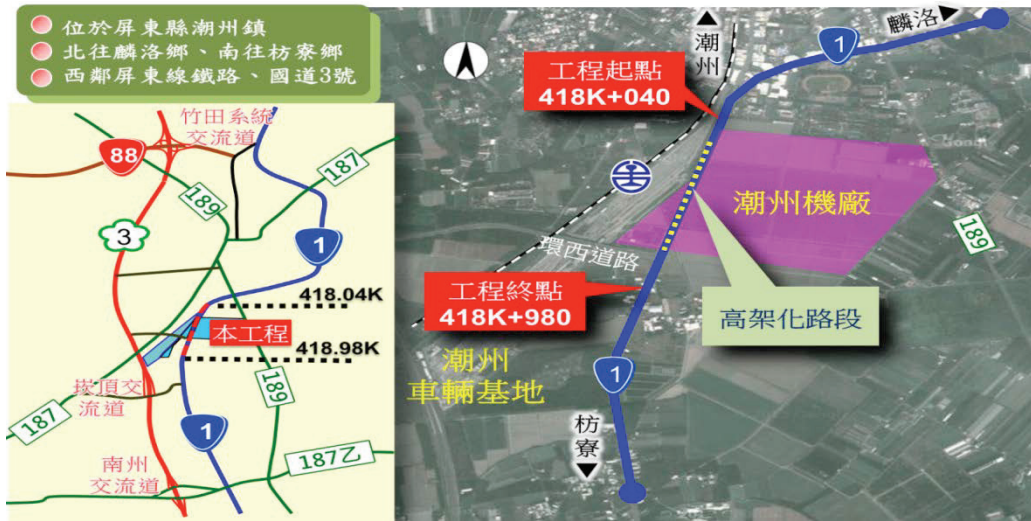 位於屏東縣潮州鎮
北往麟洛鄉、南往枋寮鄉
西鄰屏東線鐵路、國道3號
竹田系統
交流道
88
187
189
3
1
418.04K
本工程
418.98K
崁頂交
流道
187
189
1
187乙
南州
交流道
潮州
1
麟洛
工程起點
418K+040
潮州機廠
189
環西道路
工程終點
418K+980
高架化路段
潮州
車輛基地
1
枋寮